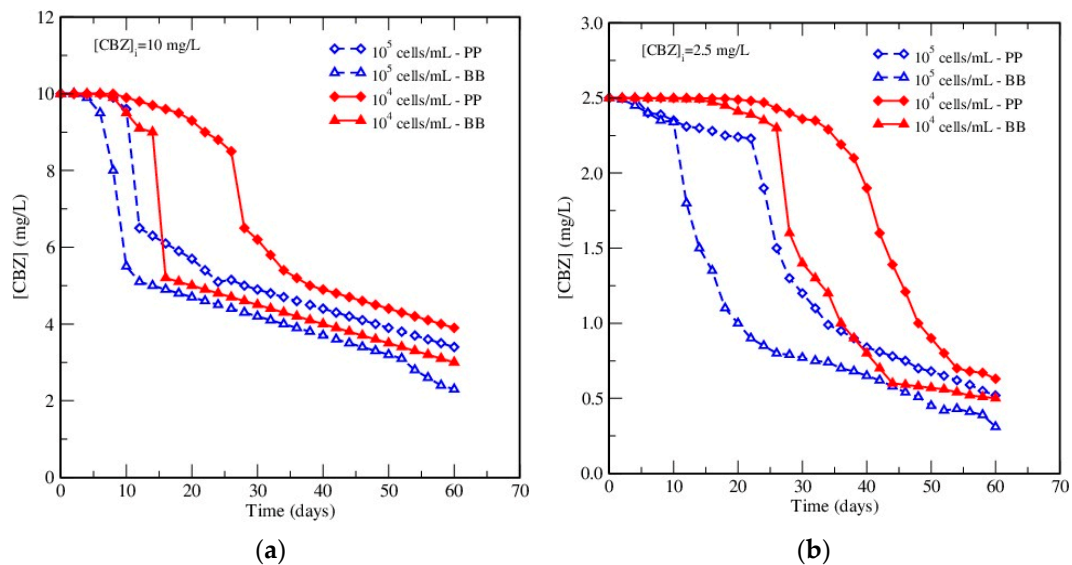 [CBZ]i=10 mg/L
10^5 cells/mL - PP
10^5 cells/mL - BB
10^4 cells/mL - PP
10^4 cells/mL - BB
12
10
8
6
4
2
0
[CBZ] (mg/L)
0 10 20 30 40 50 60 70
Time (days)
(a)
[CBZ]i=2.5 mg/L
10^5 cells/mL - PP
10^5 cells/mL - BB
10^4 cells/mL - PP
10^4 cells/mL - BB
3.0
2.5
2.0
1.5
1.0
0.5
0.0
[CBZ] (mg/L)
0 10 20 30 40 50 60 70
Time (days)
(b)